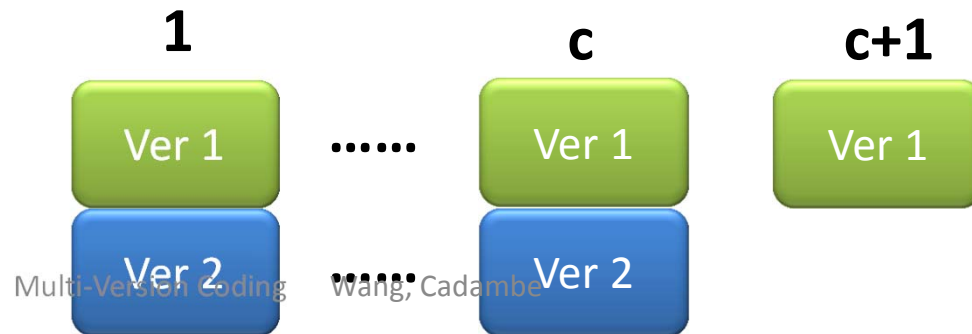 1 c c+1
Ver 1 ...... Ver 1 Ver 1
Ver 2 ...... Ver 2
Multi-Version Coding Wang, Cadambe